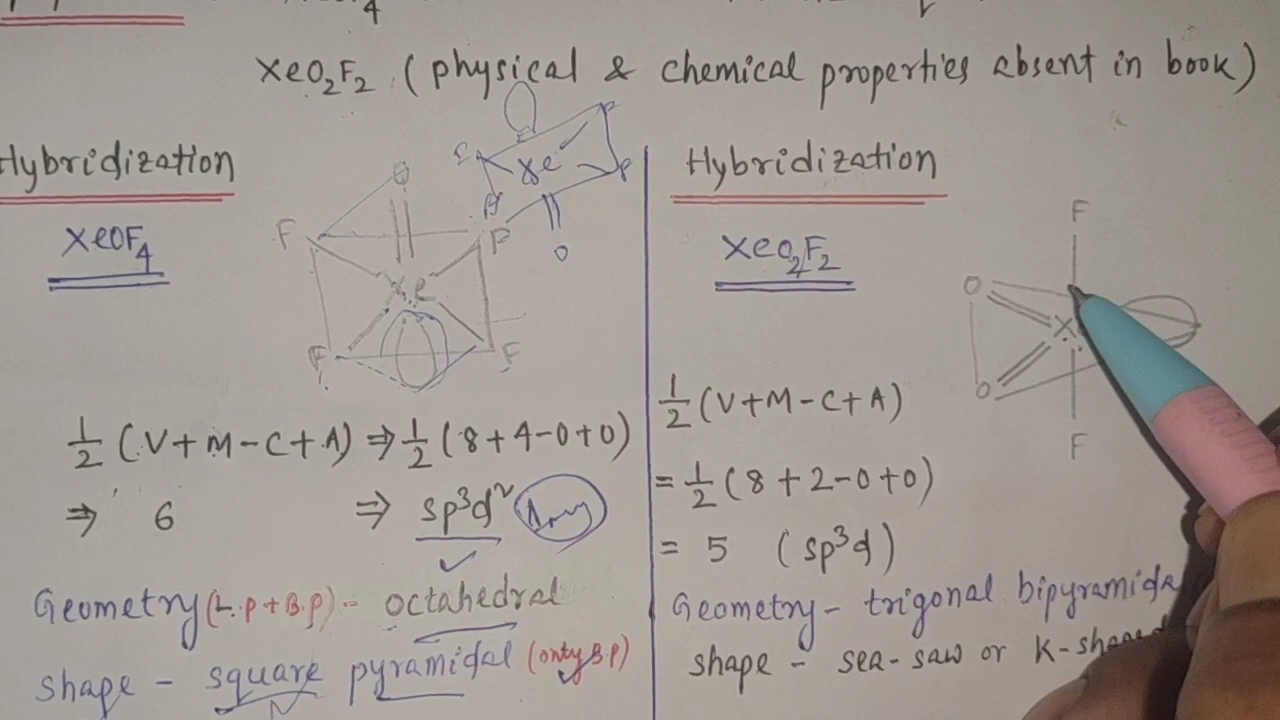 XeO2F2 (physical & chemical properties absent in book)
Hybridization
XeOF4
O
F F
Xe
F F
F F
Xe
F F
O
1/2 (V+M-C+A) ⇒ 1/2 (8+4-0+0)
⇒ 6 ⇒ sp³d²
Geometry (L.P+B.P) - octahedral
shape - square pyramidal (only B.P)
Hybridization
XeO2F2
F
O
X
O
F
1/2 (V+M-C+A)
= 1/2 (8+2-0+0)
= 5 (sp³d)
Geometry - trigonal bipyramida
shape - sea-saw or K-shaped